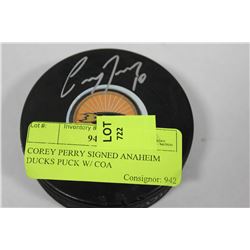 Lot #:
Inventory #
94
LOT
722
COREY PERRY SIGNED ANAHEIM
DUCKS PUCK W/ COA
Consignor: 942